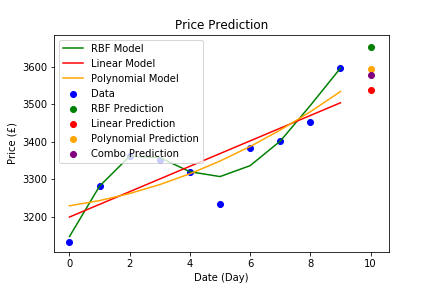 Price Prediction
RBF Model
Linear Model
Polynomial Model
Data
RBF Prediction
Linear Prediction
Polynomial Prediction
Combo Prediction
3600
3500
3400
3300
3200
Price (£)
0 2 4 6 8 10
Date (Day)